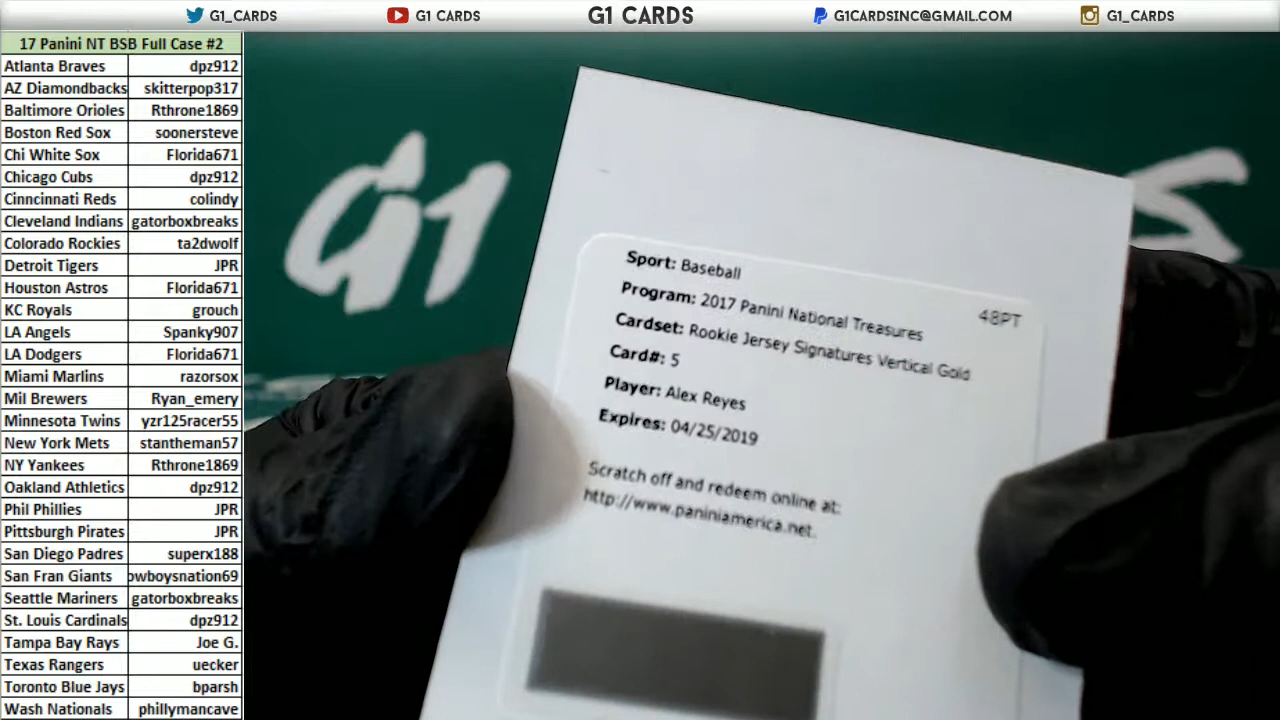 G1_CARDS
G1 CARDS
G1 CARDS
G1CARDSINC@GMAIL.COM
G1_CARDS
17 Panini NT BSB Full Case #2
Atlanta Braves dpz912
AZ Diamondbacks skitterpop317
Baltimore Orioles Rthrone1869
Boston Red Sox soonersteve
Chi White Sox Florida671
Chicago Cubs dpz912
Cinncinnati Reds colindy
Cleveland Indians gatorboxbreaks
Colorado Rockies ta2dwolf
Detroit Tigers JPR
Houston Astros Florida671
KC Royals grouch
LA Angels Spanky907
LA Dodgers Florida671
Miami Marlins razorsox
Mil Brewers Ryan_emery
Minnesota Twins yzr125racer55
New York Mets stantheman57
NY Yankees Rthrone1869
Oakland Athletics dpz912
Phil Phillies JPR
Pittsburgh Pirates JPR
San Diego Padres superx188
San Fran Giants owboysnation69
Seattle Mariners gatorboxbreaks
St. Louis Cardinals dpz912
Tampa Bay Rays Joe G.
Texas Rangers uecker
Toronto Blue Jays bparsh
Wash Nationals phillymancave
G1
S
Sport: Baseball
48PT
Program: 2017 Panini National Treasures
Cardset: Rookie Jersey Signatures Vertical Gold
Card#: 5
Player: Alex Reyes
Expires: 04/25/2019
Scratch off and redeem online at:
http://www.paniniamerica.net.